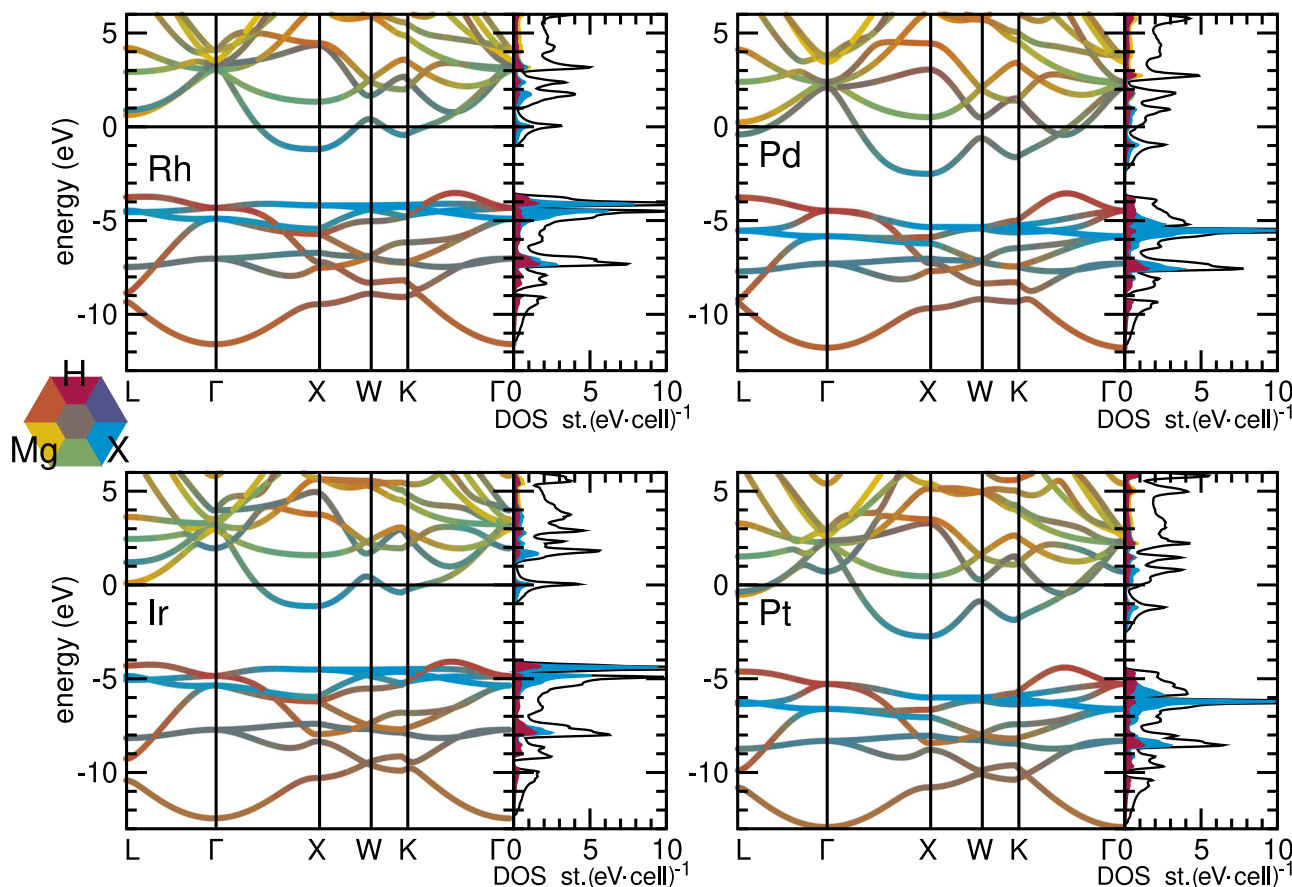 5
0
-5
-10
energy (eV)
Rh
L Γ X W K Γ 0 5 10
DOS st.(eV·cell)⁻¹
5
0
-5
-10
Pd
L Γ X W K Γ 0 5 10
DOS st.(eV·cell)⁻¹
H
Mg X
5
0
-5
-10
energy (eV)
Ir
L Γ X W K Γ 0 5 10
DOS st.(eV·cell)⁻¹
5
0
-5
-10
Pt
L Γ X W K Γ 0 5 10
DOS st.(eV·cell)⁻¹